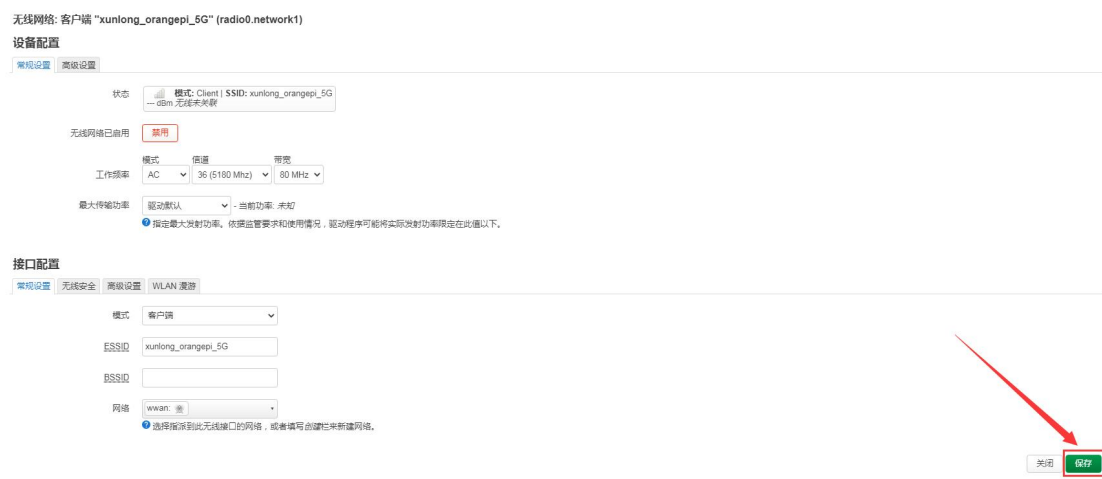 无线网络: 客户端 "xunlong_orangepi_5G" (radio0.network1)
设备配置
常规设置 高级设置
状态
模式: Client | SSID: xunlong_orangepi_5G
--- dBm 无线未关联
无线网络已启用 禁用
模式 信道 带宽
工作频率 AC 36 (5180 Mhz) 80 MHz
最大传输功率 驱动默认 - 当前功率: 未知
指定最大发射功率。依据监管要求和使用情况，驱动程序可能将实际发射功率限定在此值以下。
接口配置
常规设置 无线安全 高级设置 WLAN 漫游
模式 客户端
ESSID xunlong_orangepi_5G
BSSID
网络 wwan:
选择指派到此无线接口的网络，或者填写创建栏来新建网络。
关闭 保存